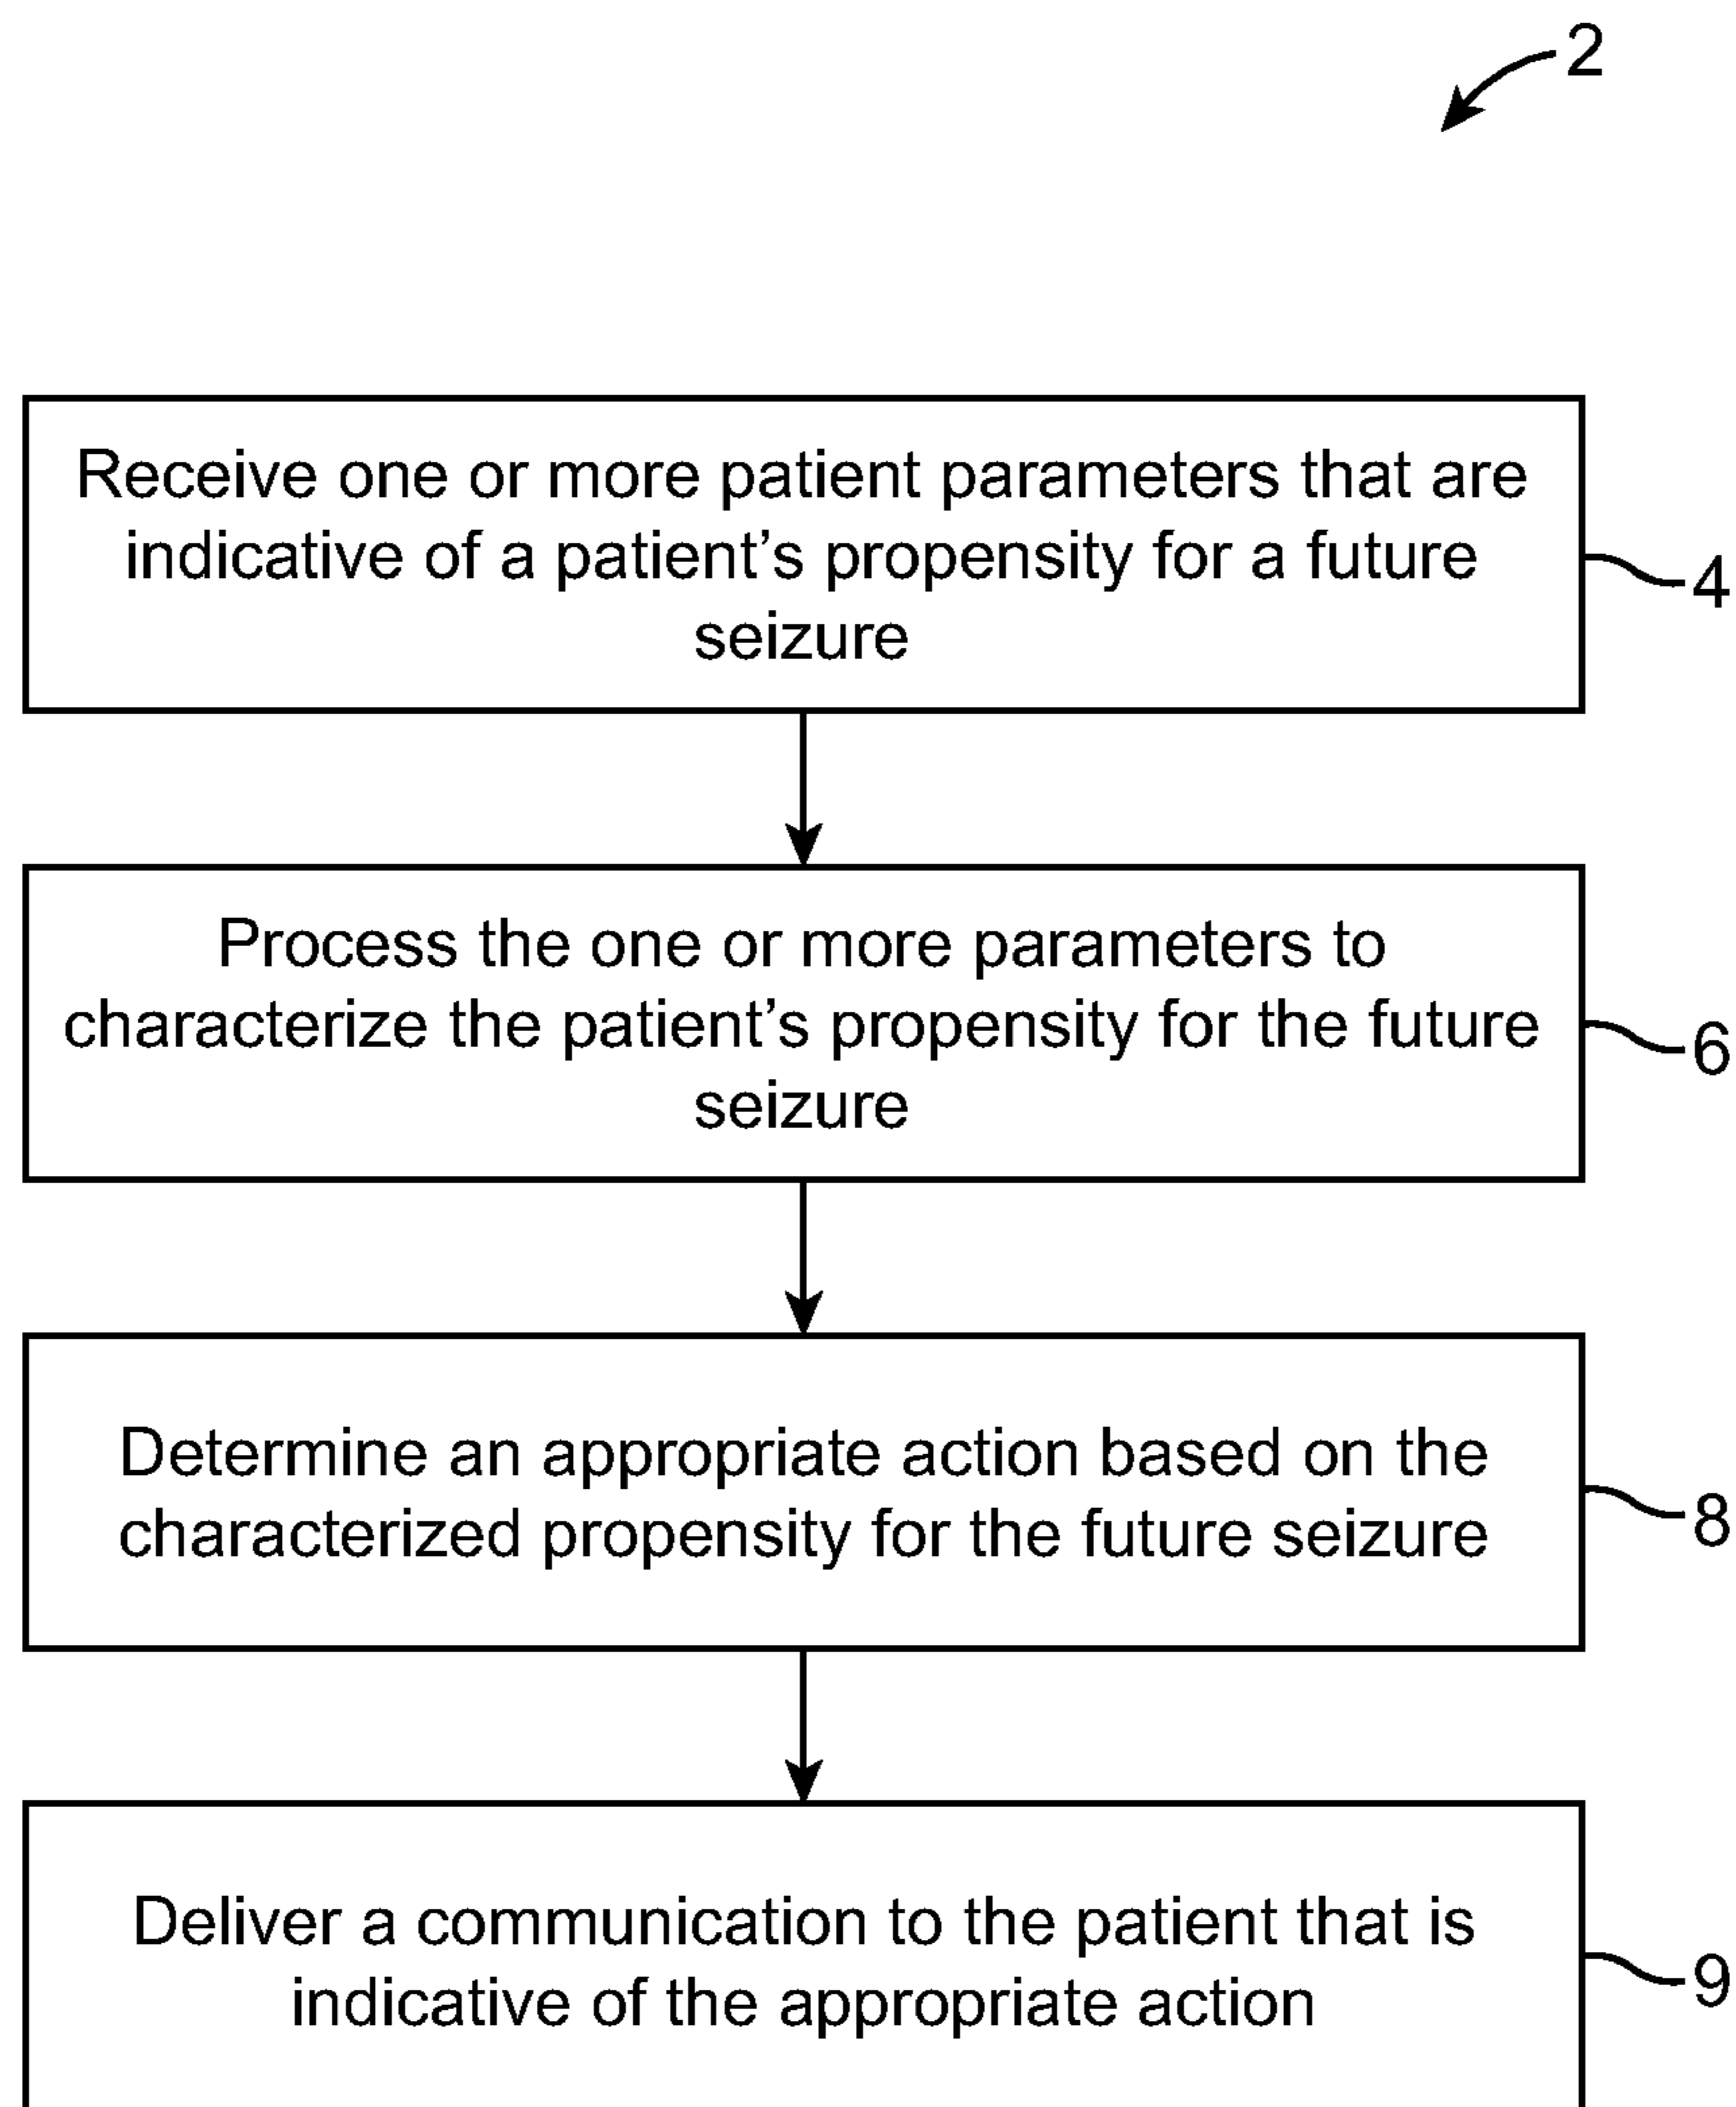 2
Receive one or more patient parameters that are
indicative of a patient’s propensity for a future
seizure
4
Process the one or more parameters to
characterize the patient’s propensity for the future
seizure
6
Determine an appropriate action based on the
characterized propensity for the future seizure
8
Deliver a communication to the patient that is
indicative of the appropriate action
9